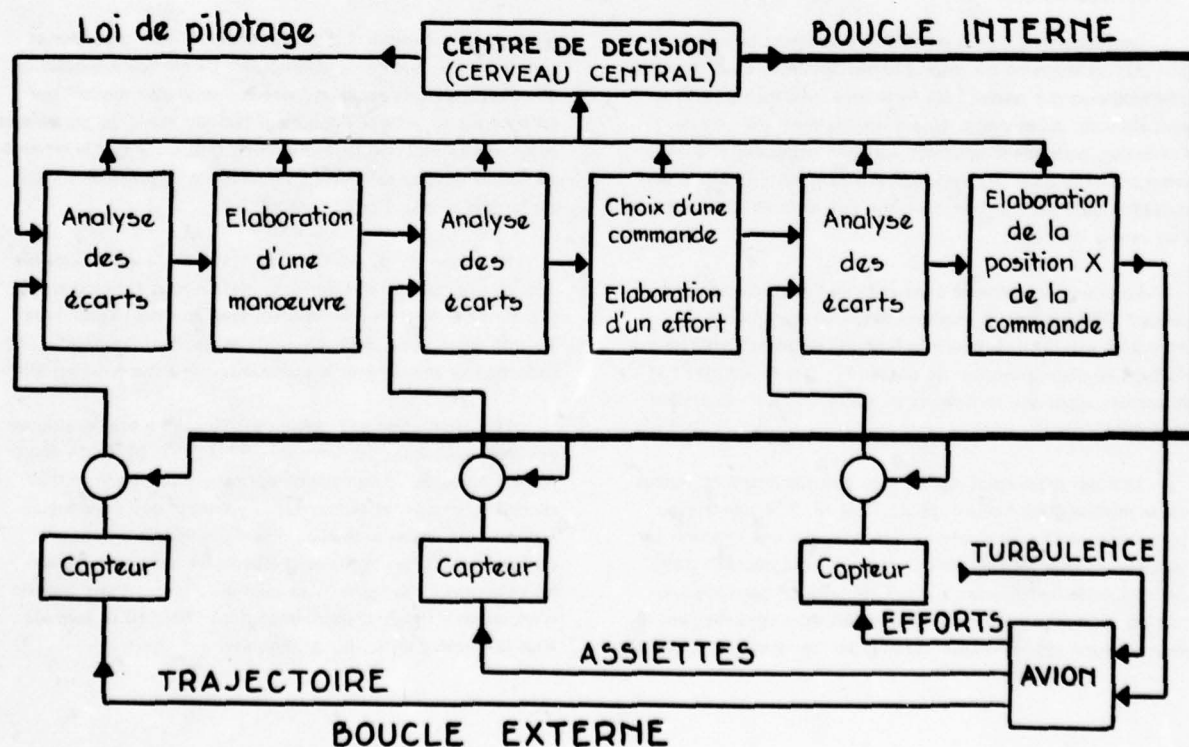 Loi de pilotage
CENTRE DE DECISION
(CERVEAU CENTRAL)
BOUCLE INTERNE
Analyse
des
écarts
Elaboration
d'une
manœuvre
Analyse
des
écarts
Choix d'une
commande
Elaboration
d'un effort
Analyse
des
écarts
Elaboration
de la
position X
de la
commande
Capteur
Capteur
Capteur
TURBULENCE
EFFORTS
ASSIETTES
TRAJECTOIRE
AVION
BOUCLE EXTERNE